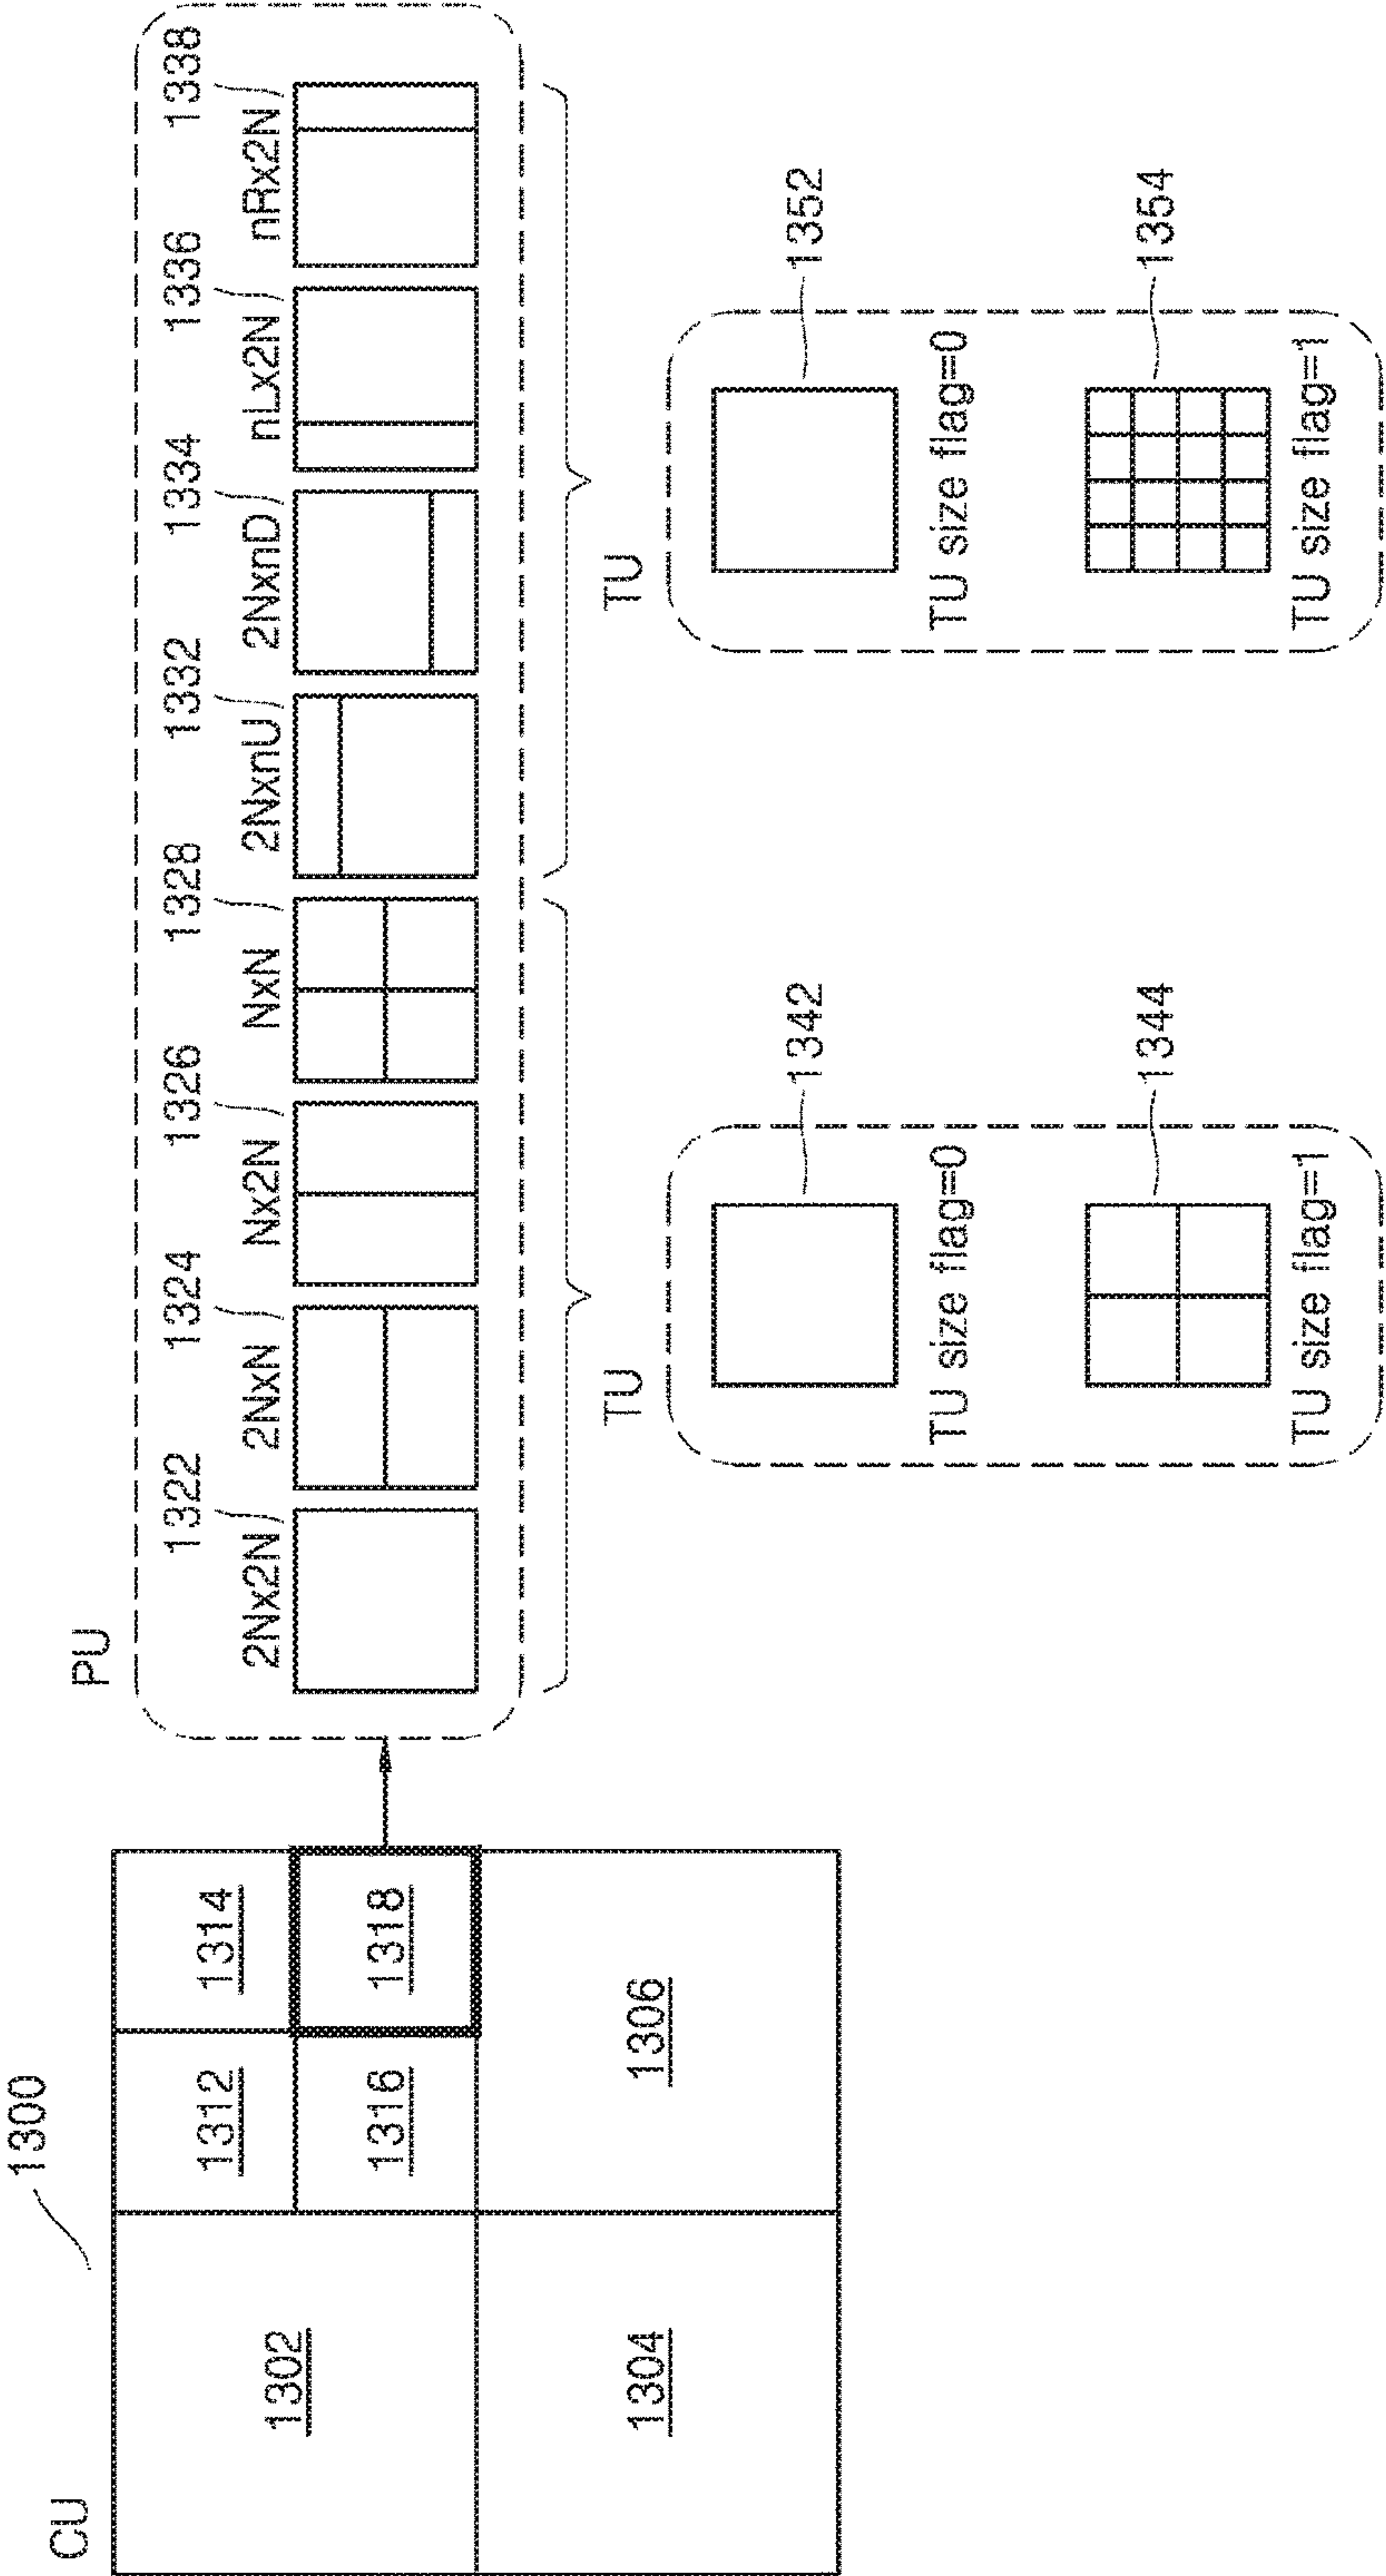 1300
CU
1302
1312
1314
1316
1318
1304
1306
PU
1322
1324
1326
1328
1332
1334
1336
1338
2Nx2N
2NxN
Nx2N
NxN
2NxnU
2NxnD
nLx2N
nRx2N
TU
1342
TU size flag=0
1344
TU size flag=1
TU
1352
TU size flag=0
1354
TU size flag=1